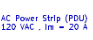 AC Power Strip (PDU)
120 VAC , Im = 20 A